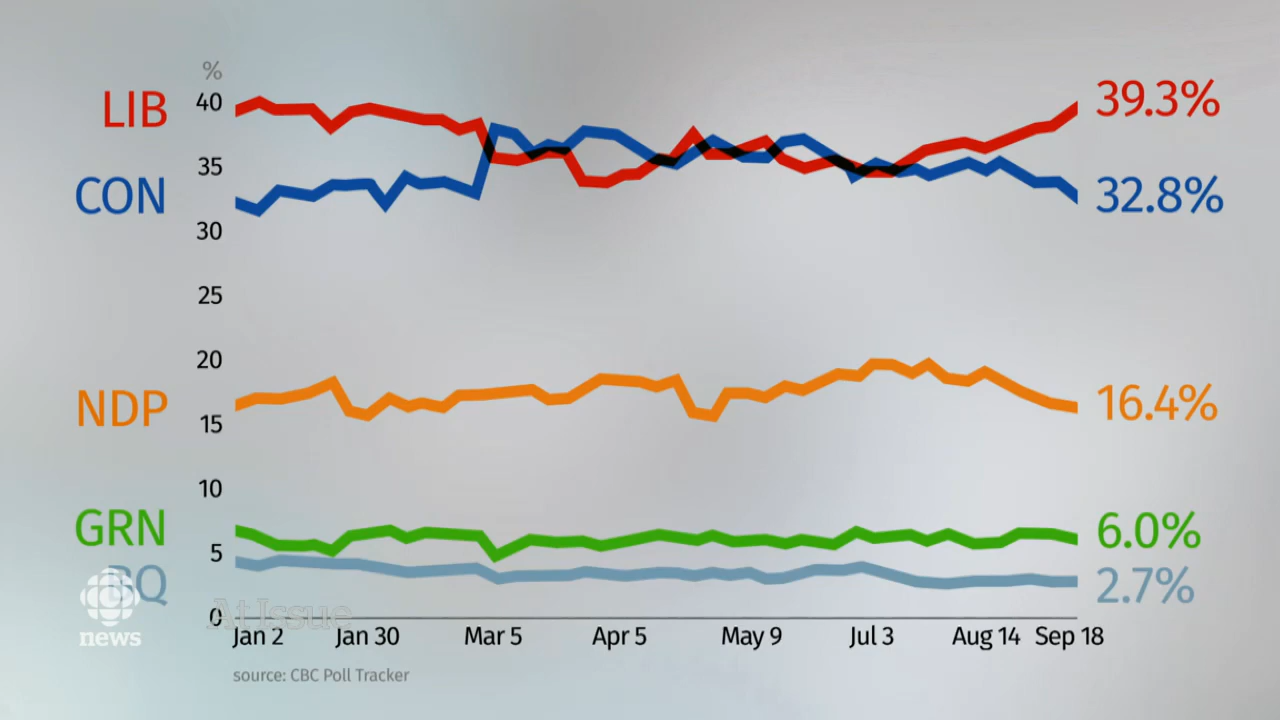 %
LIB 40 39.3%
35
CON 32.8%
30
25
20
NDP 16.4%
15
10
GRN 6.0%
5
BQ 2.7%
0 At Issue
news
Jan 2 Jan 30 Mar 5 Apr 5 May 9 Jul 3 Aug 14 Sep 18
source: CBC Poll Tracker